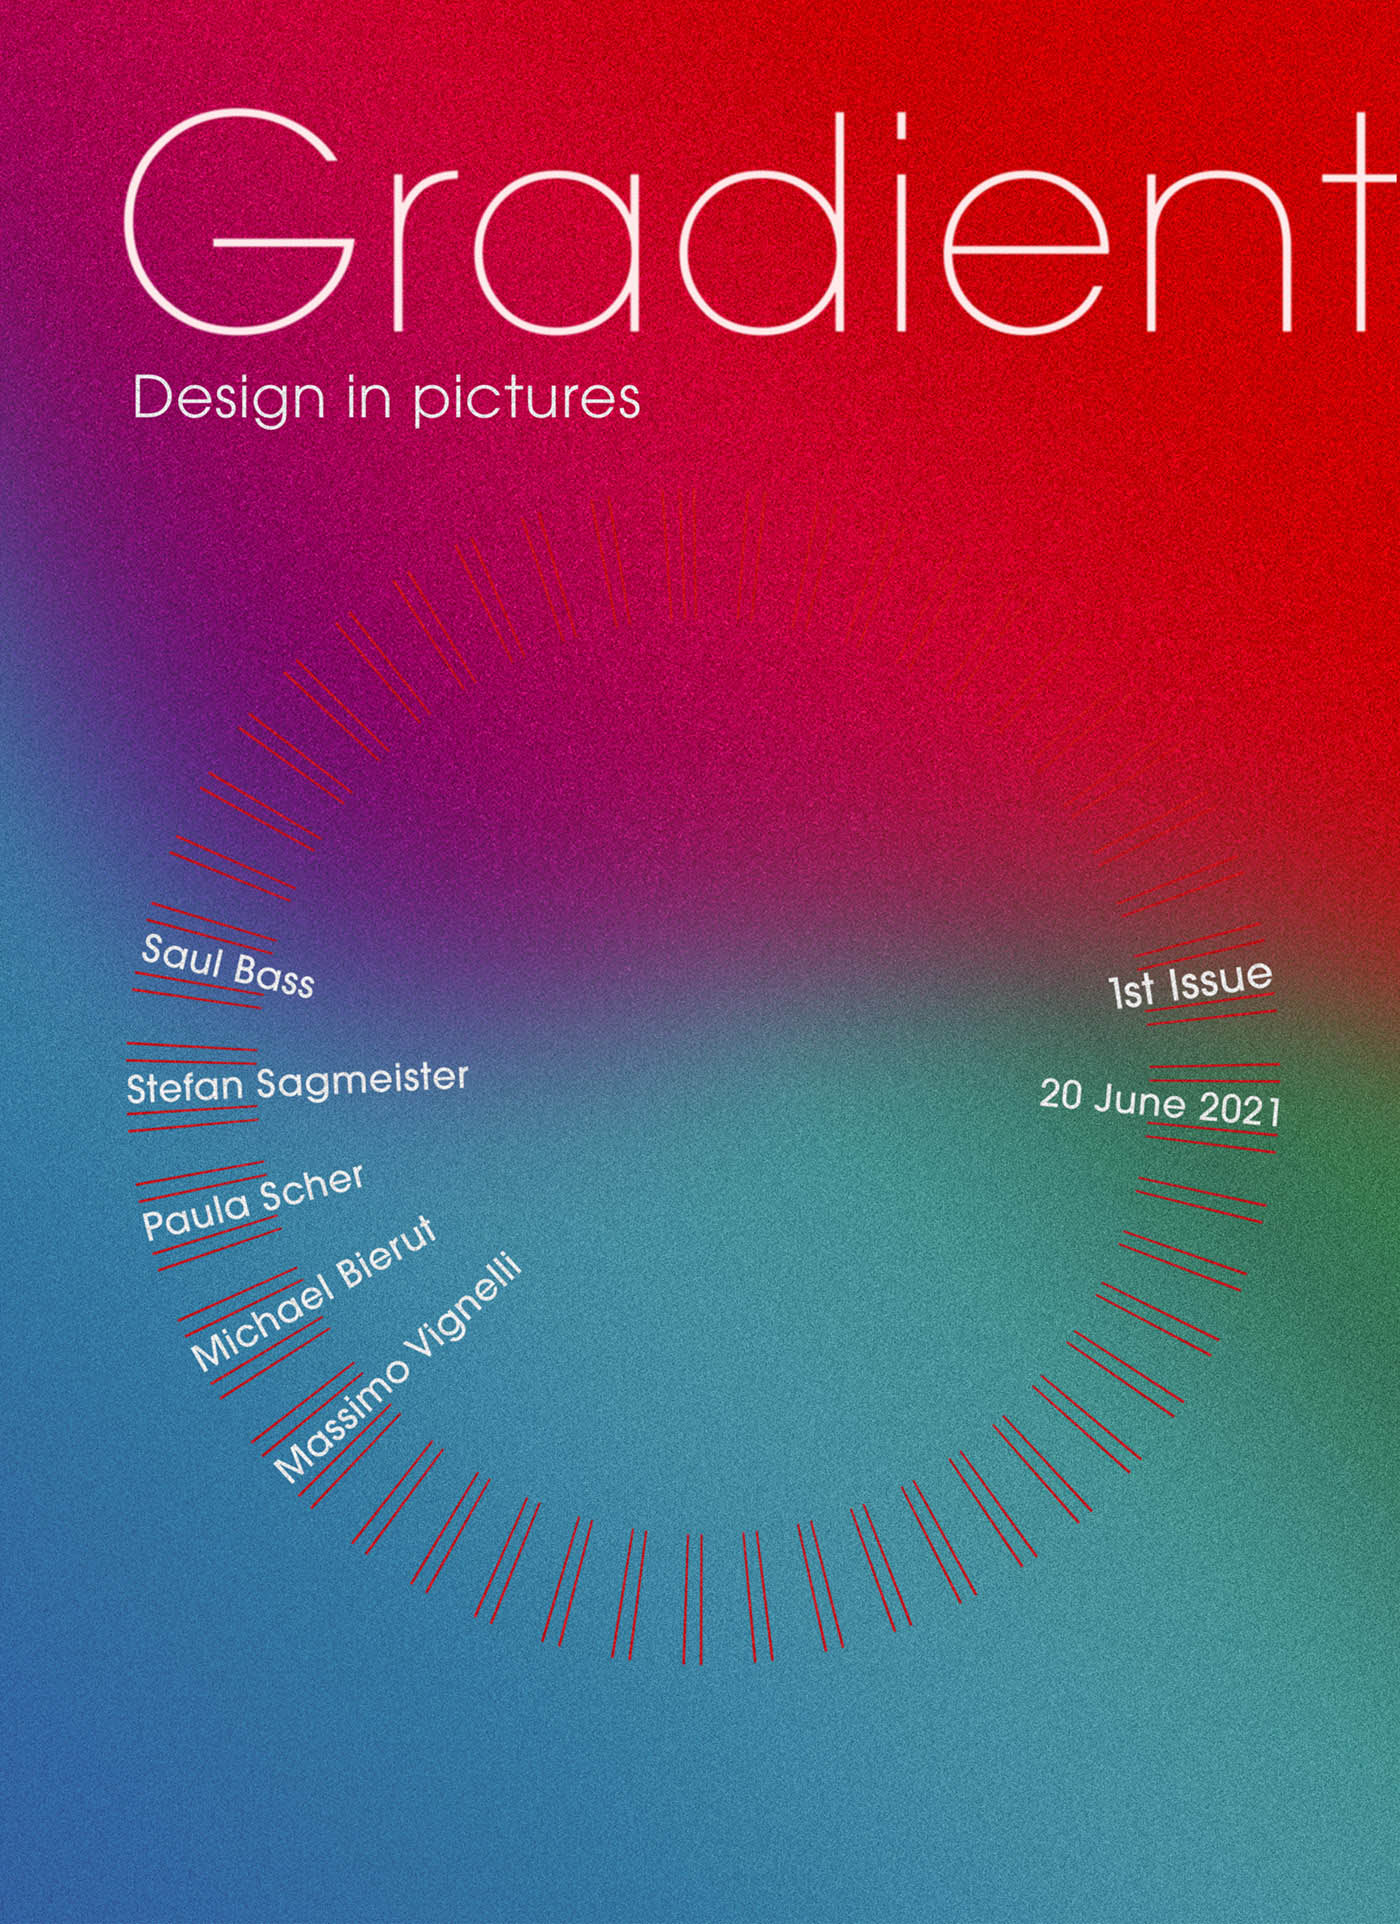 Gradient
Design in pictures
Saul Bass
Stefan Sagmeister
Paula Scher
Michael Bierut
Massimo Vignelli
1st Issue
20 June 2021